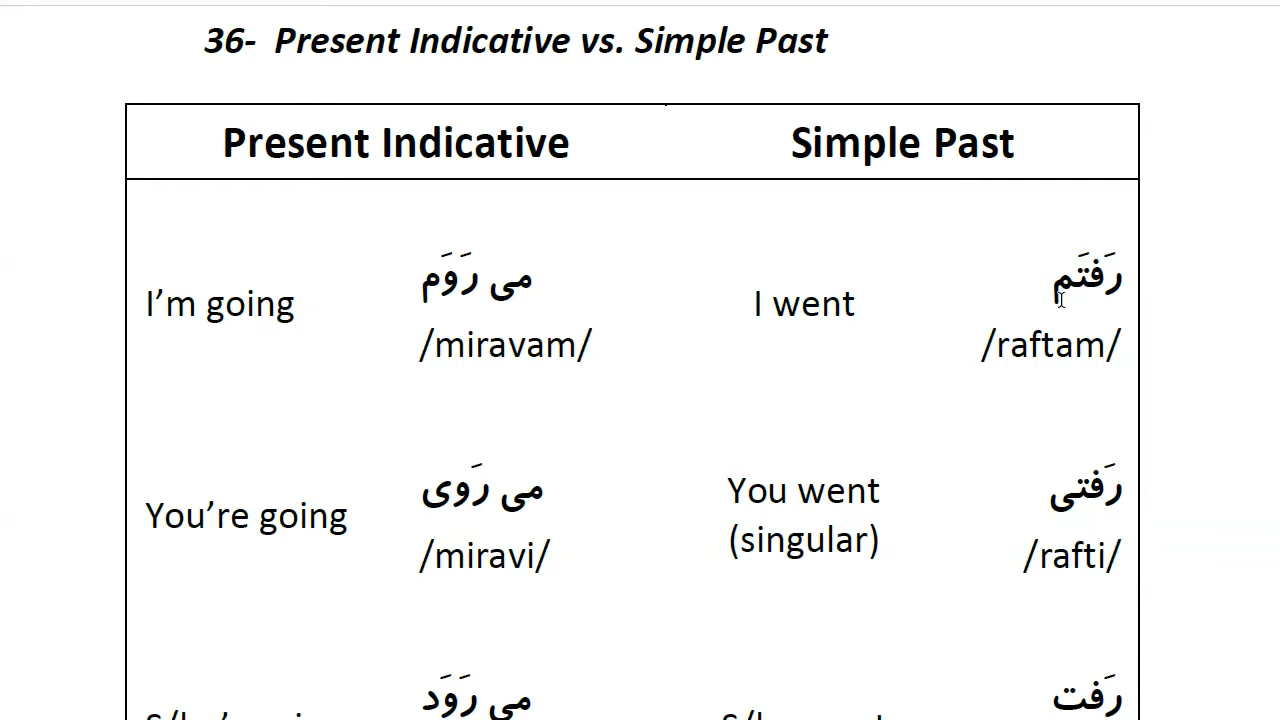 36- Present Indicative vs. Simple Past
Present Indicative Simple Past
I’m going
می رَوَم
/miravam/
I went
رَفتَم
/raftam/
You’re going
می رَوی
/miravi/
You went
(singular)
رَفتی
/rafti/
می رَوَد
رَفت